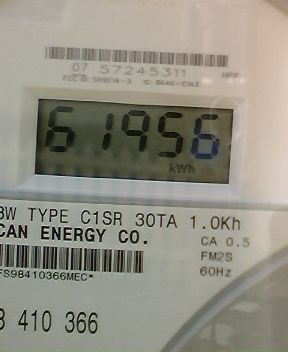 07 57245311
61956
kWh
3W TYPE C1SR 30TA 1.0Kh
CAN ENERGY CO.
CA 0.5
FM2S
60Hz
FS98410366MEC*
3 410 366